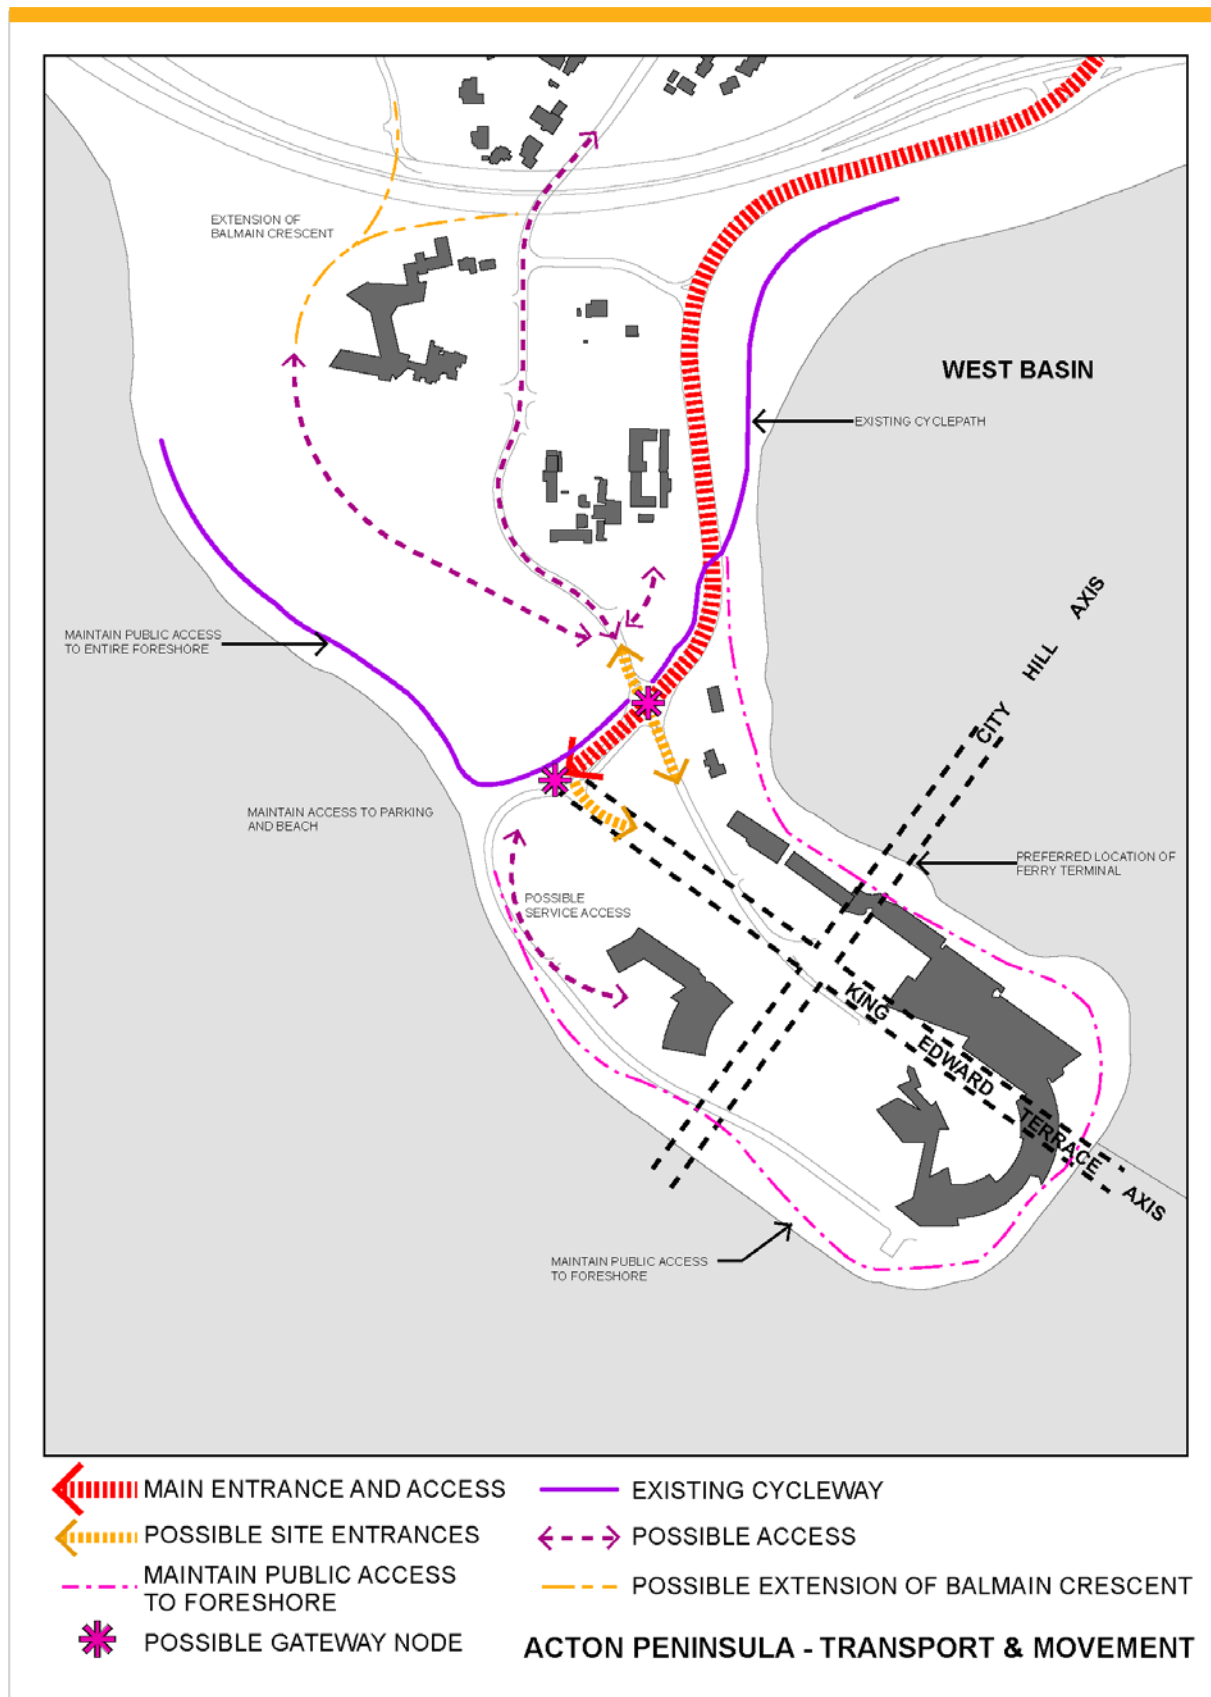 EXTENSION OF
BALMAIN CRESCENT
WEST BASIN
EXISTING CYCLEPATH
MAINTAIN PUBLIC ACCESS
TO ENTIRE FORESHORE
CITY HILL AXIS
MAINTAIN ACCESS TO PARKING
AND BEACH
PREFERRED LOCATION OF
FERRY TERMINAL
POSSIBLE
SERVICE ACCESS
KING EDWARD TERRACE AXIS
MAINTAIN PUBLIC ACCESS
TO FORESHORE
MAIN ENTRANCE AND ACCESS
EXISTING CYCLEWAY
POSSIBLE SITE ENTRANCES
POSSIBLE ACCESS
MAINTAIN PUBLIC ACCESS
TO FORESHORE
POSSIBLE EXTENSION OF BALMAIN CRESCENT
POSSIBLE GATEWAY NODE
ACTON PENINSULA - TRANSPORT & MOVEMENT